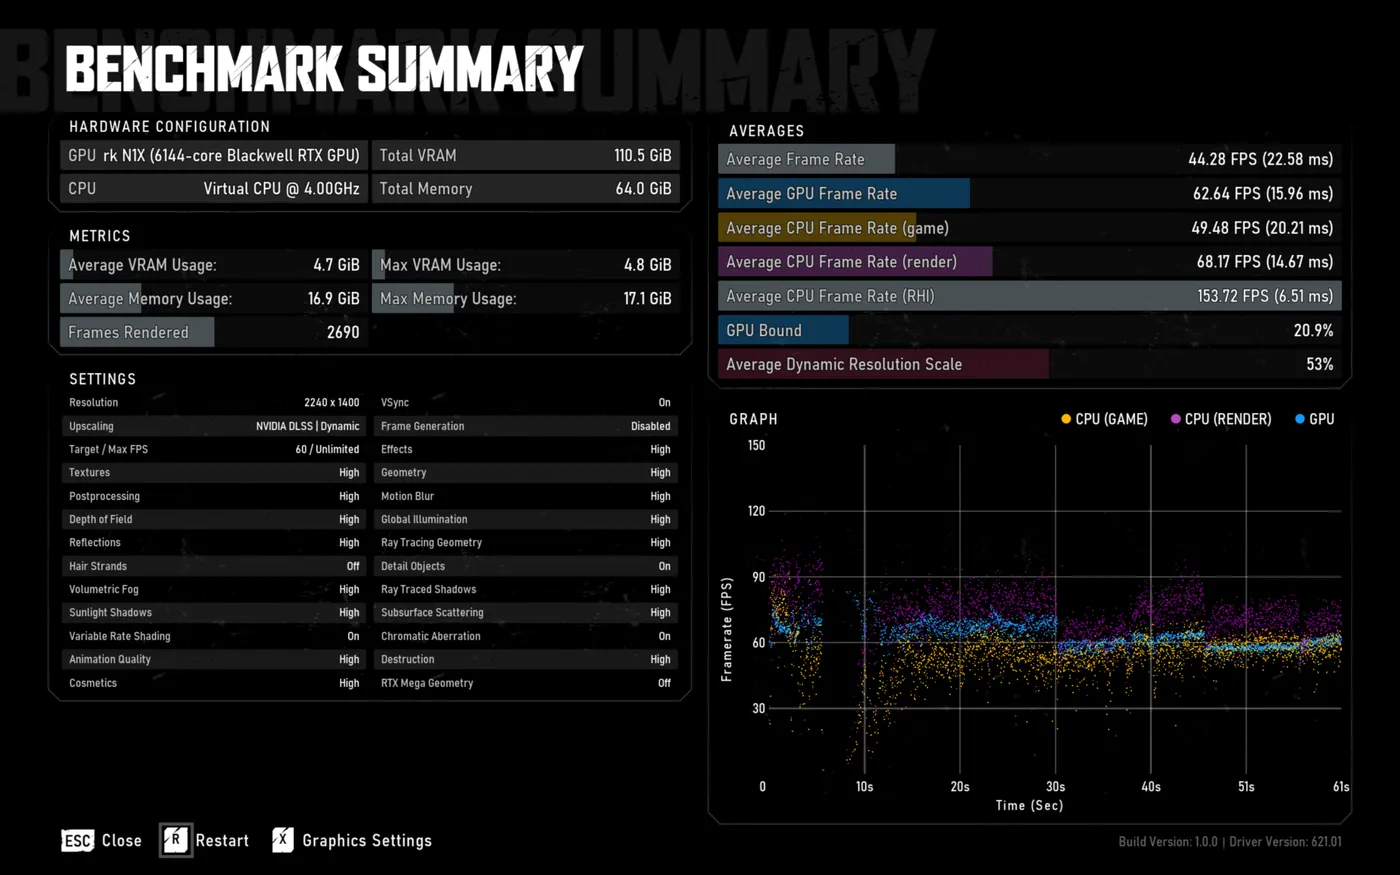 BENCHMARK SUMMARY
HARDWARE CONFIGURATION
GPU rk N1X (6144-core Blackwell RTX GPU)
Total VRAM 110.5 GiB
CPU Virtual CPU @ 4.00GHz
Total Memory 64.0 GiB
METRICS
Average VRAM Usage: 4.7 GiB
Max VRAM Usage: 4.8 GiB
Average Memory Usage: 16.9 GiB
Max Memory Usage: 17.1 GiB
Frames Rendered 2690
SETTINGS
Resolution 2240 x 1400
VSync On
Upscaling NVIDIA DLSS | Dynamic
Frame Generation Disabled
Target / Max FPS 60 / Unlimited
Effects High
Textures High
Geometry High
Postprocessing High
Motion Blur High
Depth of Field High
Global Illumination High
Reflections High
Ray Tracing Geometry High
Hair Strands Off
Detail Objects On
Volumetric Fog High
Ray Traced Shadows High
Sunlight Shadows High
Subsurface Scattering High
Variable Rate Shading On
Chromatic Aberration On
Animation Quality High
Destruction High
Cosmetics High
RTX Mega Geometry Off
AVERAGES
Average Frame Rate 44.28 FPS (22.58 ms)
Average GPU Frame Rate 62.64 FPS (15.96 ms)
Average CPU Frame Rate (game) 49.48 FPS (20.21 ms)
Average CPU Frame Rate (render) 68.17 FPS (14.67 ms)
Average CPU Frame Rate (RHI) 153.72 FPS (6.51 ms)
GPU Bound 20.9%
Average Dynamic Resolution Scale 53%
GRAPH
CPU (GAME) CPU (RENDER) GPU
150
120
90
60
30
Framerate (FPS)
0 10s 20s 30s 40s 51s 61s
Time (Sec)
ESC Close R Restart X Graphics Settings
Build Version: 1.0.0 | Driver Version: 621.01